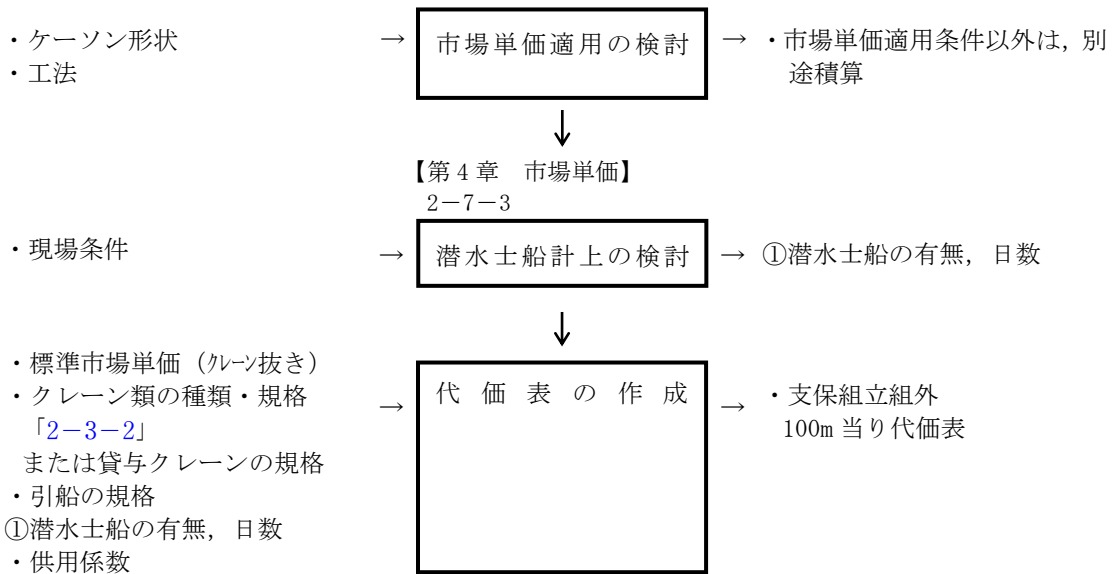 ・ケーソン形状
・工法
→
市場単価適用の検討
→
・市場単価適用条件以外は，別
途積算
↓
【第4章　市場単価】
2－7－3
・現場条件
→
潜水士船計上の検討
→
①潜水士船の有無，日数
↓
・標準市場単価（ｸﾚｰﾝ抜き）
・クレーン類の種類・規格
「2－3－2」
または貸与クレーンの規格
・引船の規格
①潜水士船の有無，日数
・供用係数
→
代価表の作成
→
・支保組立組外
100m当り代価表